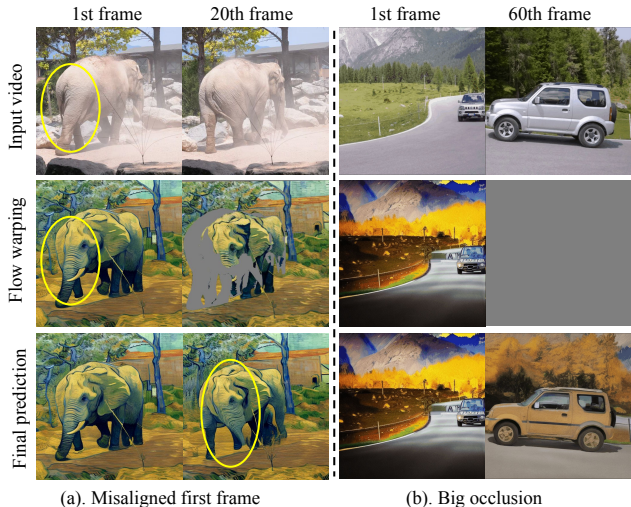 1st frame 20th frame 1st frame 60th frame
Input video
Flow warping
Final prediction
(a). Misaligned first frame (b). Big occlusion